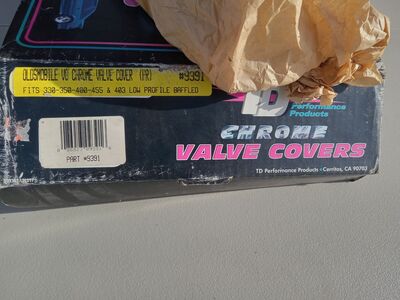 OLDSMOBILE V8 CHROME VALVE COVER (PR) #9391
FITS 330-350-400-455 & 403 LOW PROFILE BAFFLED
TD
Performance
Products
CHROME
VALVE COVERS
PART #9391
TD Performance Products · Cerritos, CA 90703